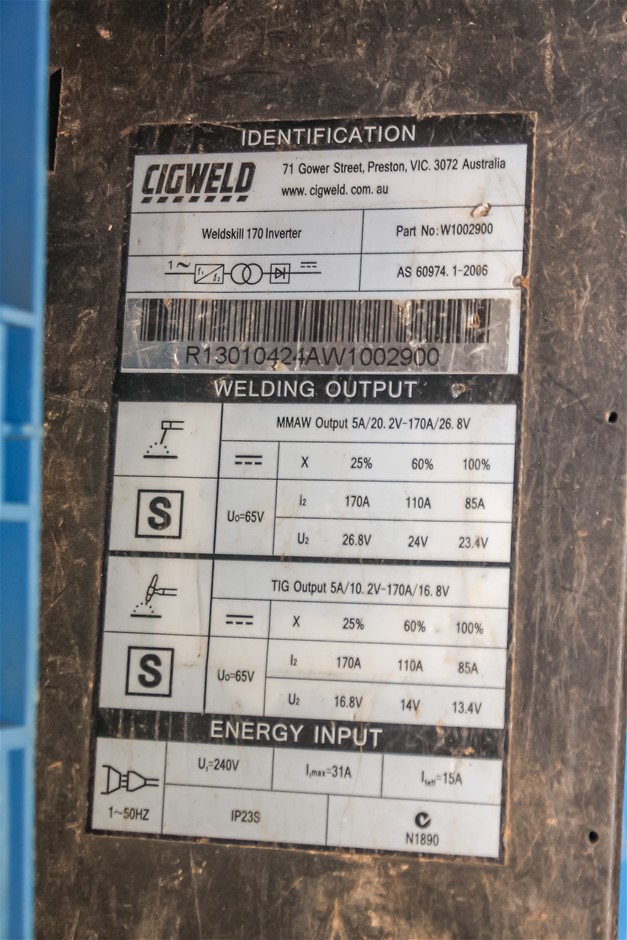 IDENTIFICATION
CIGWELD
71 Gower Street, Preston, VIC. 3072 Australia
www. cigweld. com. au
Weldskill 170 Inverter
Part No: W1002900
1~ f₁ f₂
AS 60974. 1-2006
R13010424AW1002900
WELDING OUTPUT
MMAW Output 5A/20. 2V-170A/26. 8V
X 25% 60% 100%
S
U₀=65V
I₂ 170A 110A 85A
U₂ 26.8V 24V 23.4V
TIG Output 5A/10. 2V-170A/16. 8V
X 25% 60% 100%
S
U₀=65V
I₂ 170A 110A 85A
U₂ 16.8V 14V 13.4V
ENERGY INPUT
U₁=240V I₁max=31A I₁eff=15A
1~50HZ IP23S
N1890